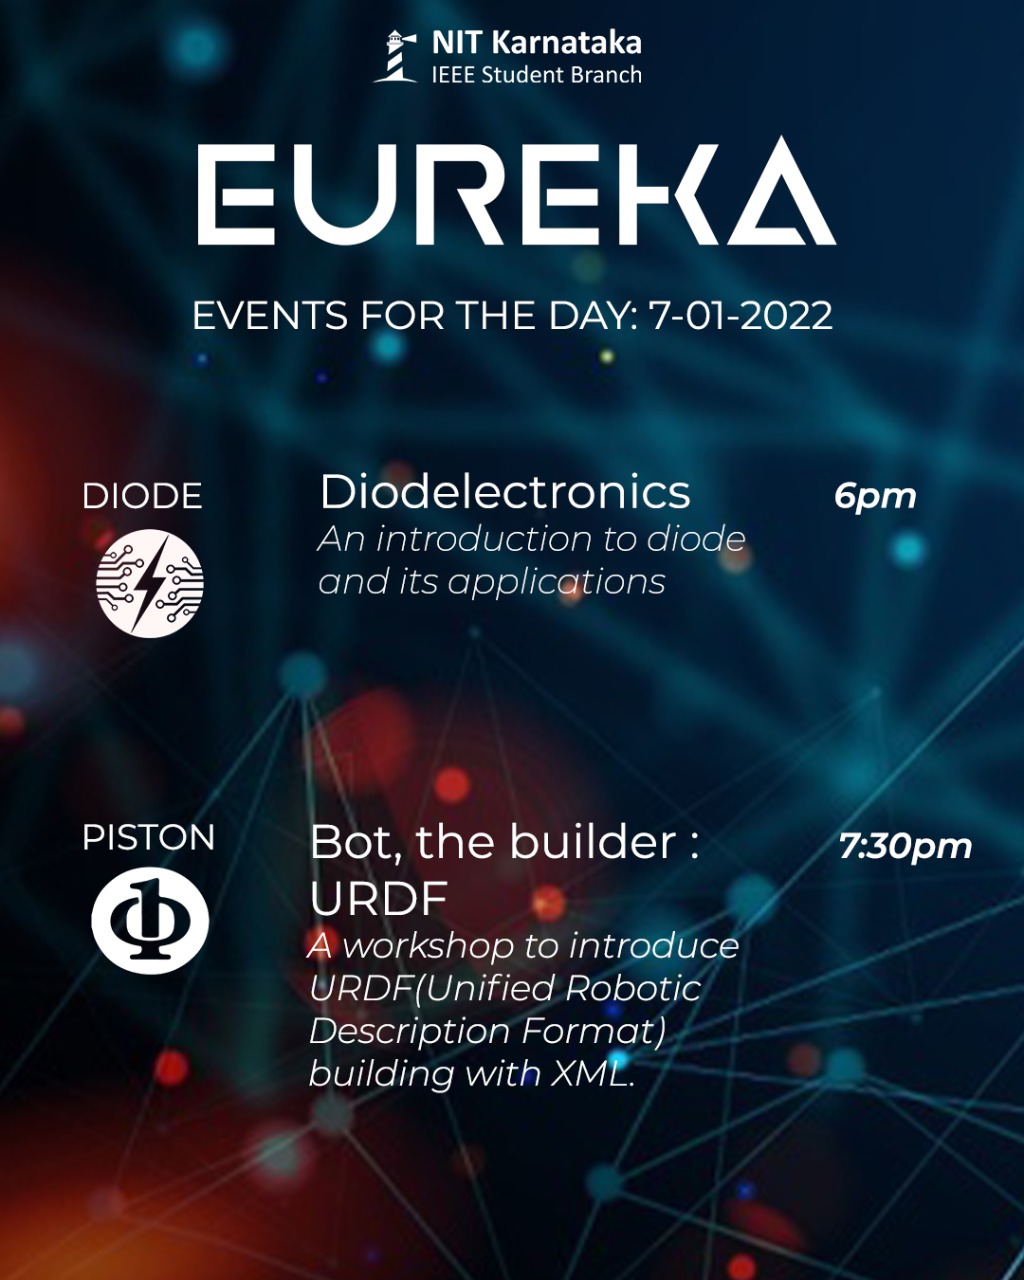 NIT Karnataka
IEEE Student Branch
EUREKA
EVENTS FOR THE DAY: 7-01-2022
DIODE
Diodelectronics
6pm
An introduction to diode
and its applications
PISTON
Bot, the builder :
7:30pm
URDF
A workshop to introduce
URDF(Unified Robotic
Description Format)
building with XML.